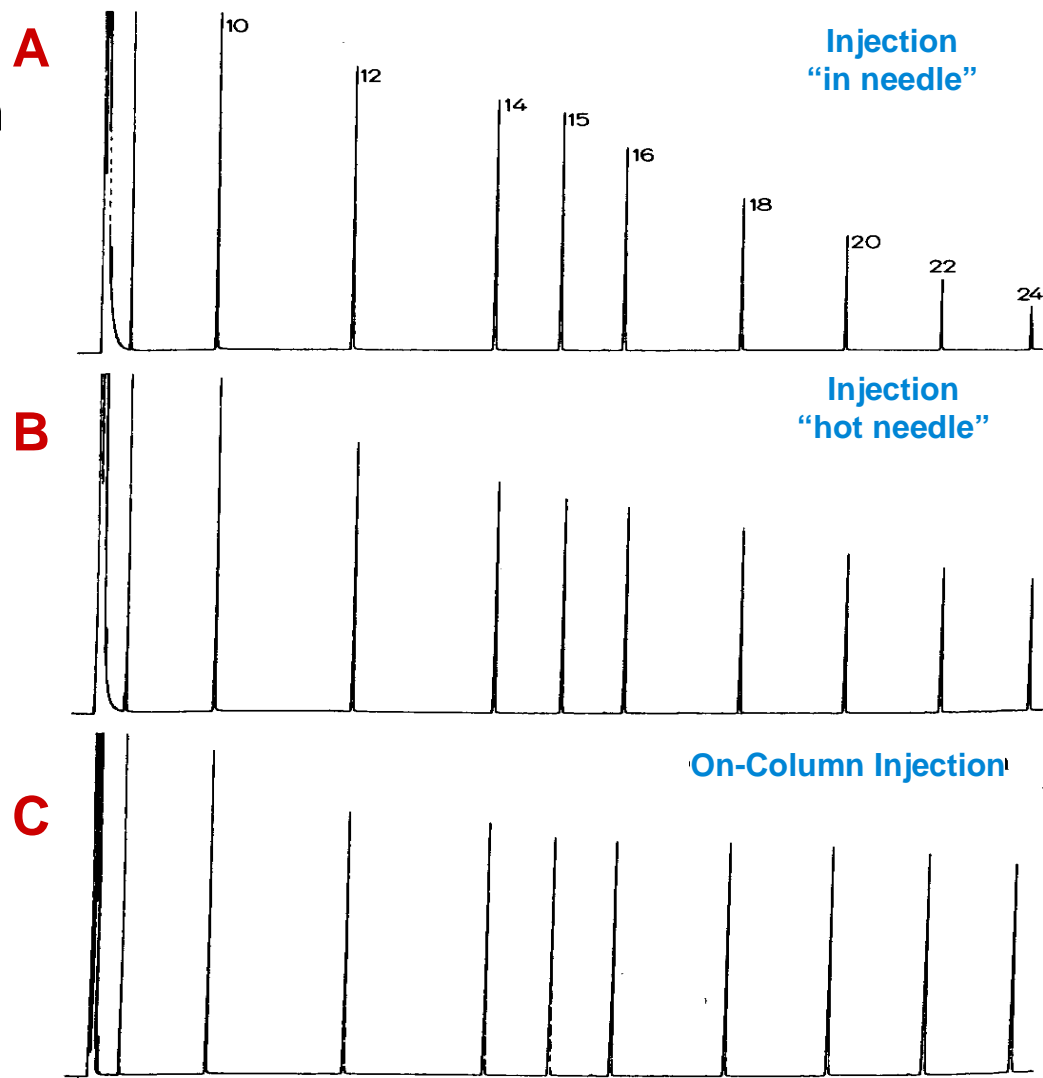 A
Injection
“in needle”
10
12
14
15
16
18
20
22
24
B
Injection
“hot needle”
C
On-Column Injection